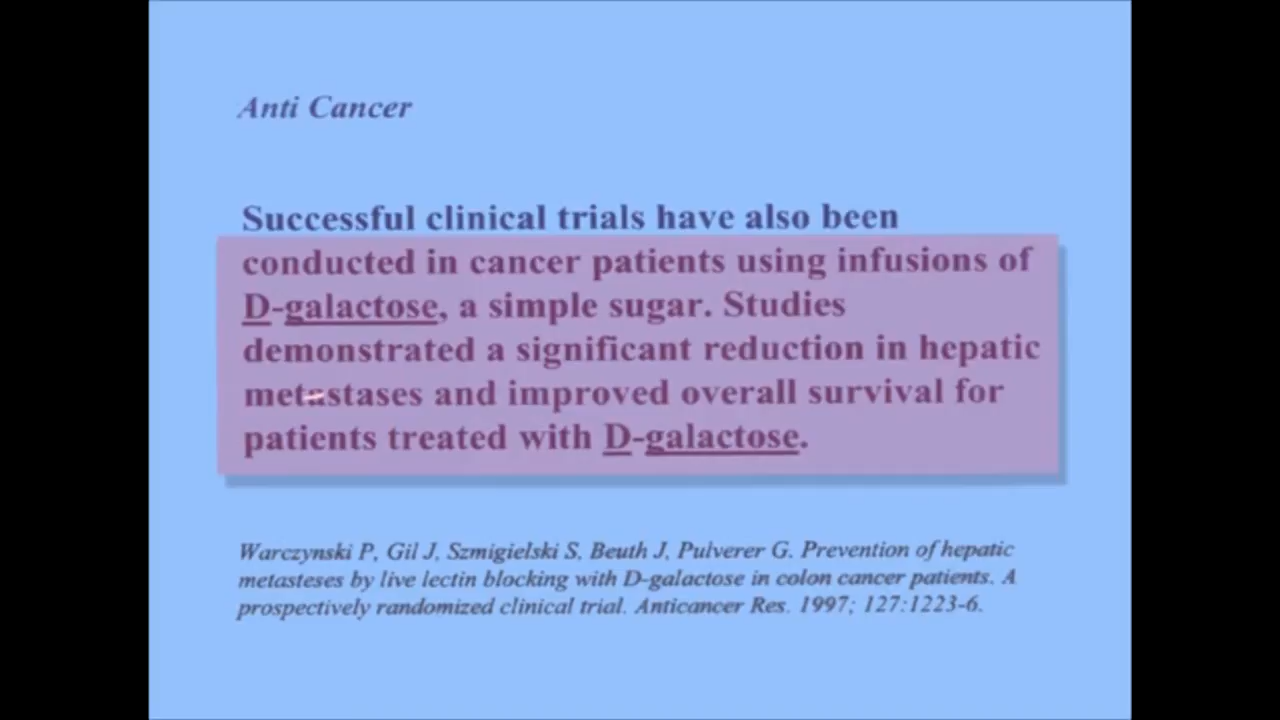 Anti Cancer
Successful clinical trials have also been
conducted in cancer patients using infusions of
D-galactose, a simple sugar. Studies
demonstrated a significant reduction in hepatic
metastases and improved overall survival for
patients treated with D-galactose.
Warczynski P, Gil J, Szmigielski S, Beuth J, Pulverer G. Prevention of hepatic
metasteses by live lectin blocking with D-galactose in colon cancer patients. A
prospectively randomized clinical trial. Anticancer Res. 1997; 127:1223-6.